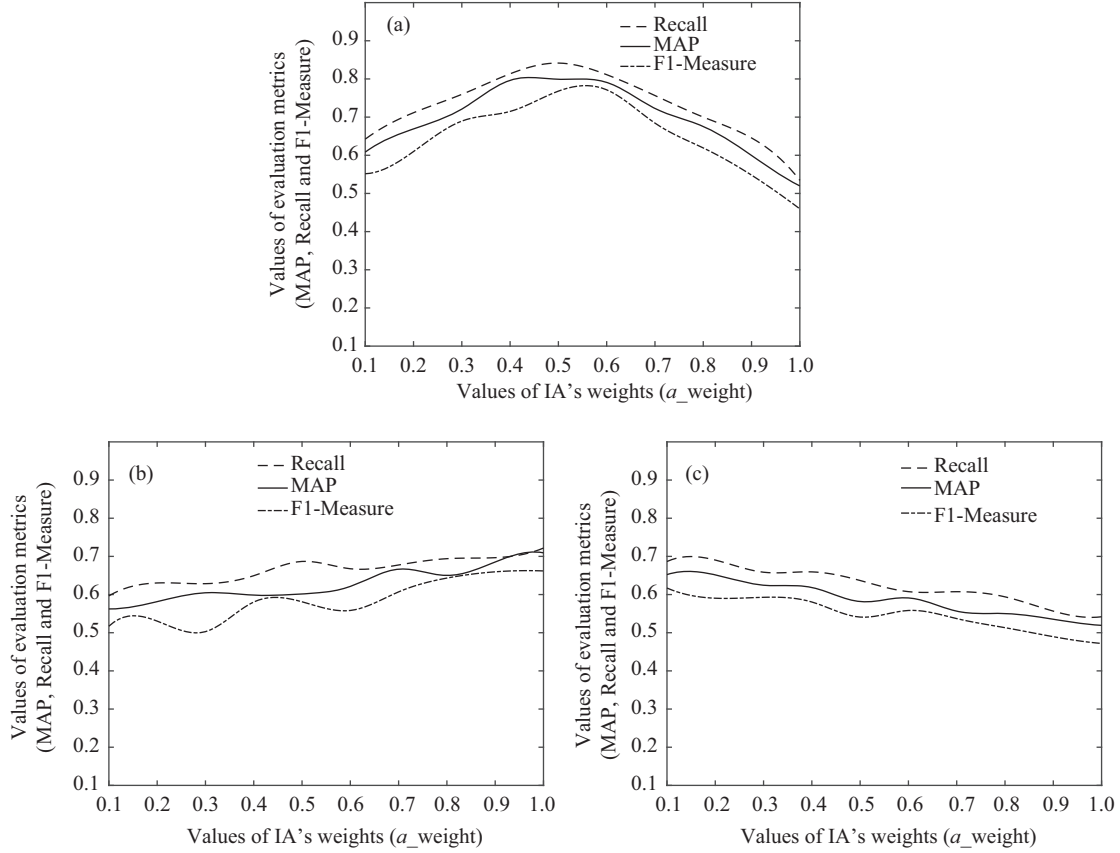 (a)
Recall
MAP
F1-Measure
Values of evaluation metrics
(MAP, Recall and F1-Measure)
0.9
0.8
0.7
0.6
0.5
0.4
0.3
0.2
0.1
0.1 0.2 0.3 0.4 0.5 0.6 0.7 0.8 0.9 1.0
Values of IA’s weights (a_weight)
(b)
Recall
MAP
F1-Measure
Values of evaluation metrics
(MAP, Recall and F1-Measure)
0.9
0.8
0.7
0.6
0.5
0.4
0.3
0.2
0.1
0.1 0.2 0.3 0.4 0.5 0.6 0.7 0.8 0.9 1.0
Values of IA’s weights (a_weight)
(c)
Recall
MAP
F1-Measure
Values of evaluation metrics
(MAP, Recall and F1-Measure)
0.9
0.8
0.7
0.6
0.5
0.4
0.3
0.2
0.1
0.1 0.2 0.3 0.4 0.5 0.6 0.7 0.8 0.9 1.0
Values of IA’s weights (a_weight)